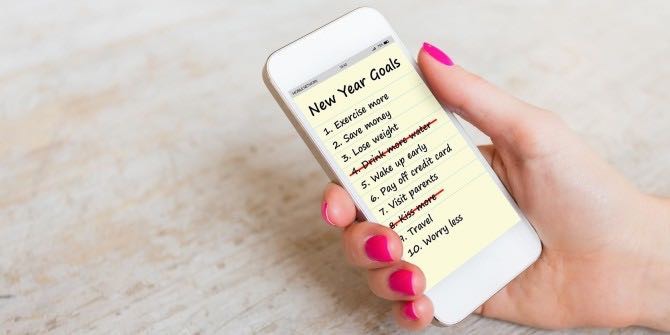 New Year Goals
1. Exercise more
2. Save money
3. Lose weight
4. Drink more water
5. Wake up early
6. Pay off credit card
7. Visit parents
8. Kiss more
9. Travel
10. Worry less